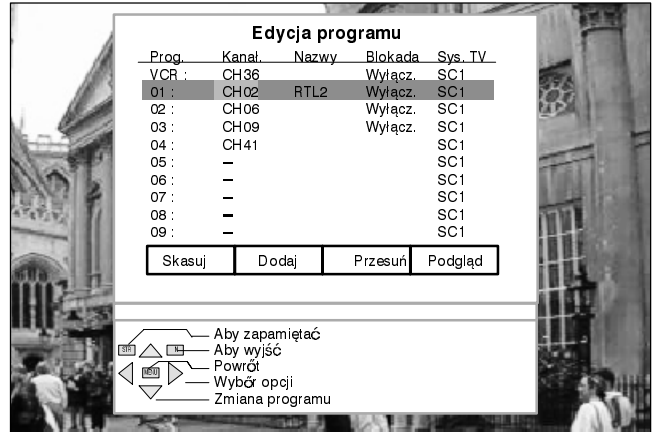 Edycja programu
Prog. Kanał. Nazwy Blokada Sys. TV
VCR : CH36 Wyłącz. SC1
01 : CH02 RTL2 Wyłącz. SC1
02 : CH06 Wyłącz. SC1
03 : CH09 Wyłącz. SC1
04 : CH41 SC1
05 : – SC1
06 : – SC1
07 : – SC1
08 : – SC1
09 : – SC1
Skasuj Dodaj Przesuń Podgląd
Aby zapamiętać
STR N Aby wyjść
Powrót
MENU Wybór opcji
Zmiana programu